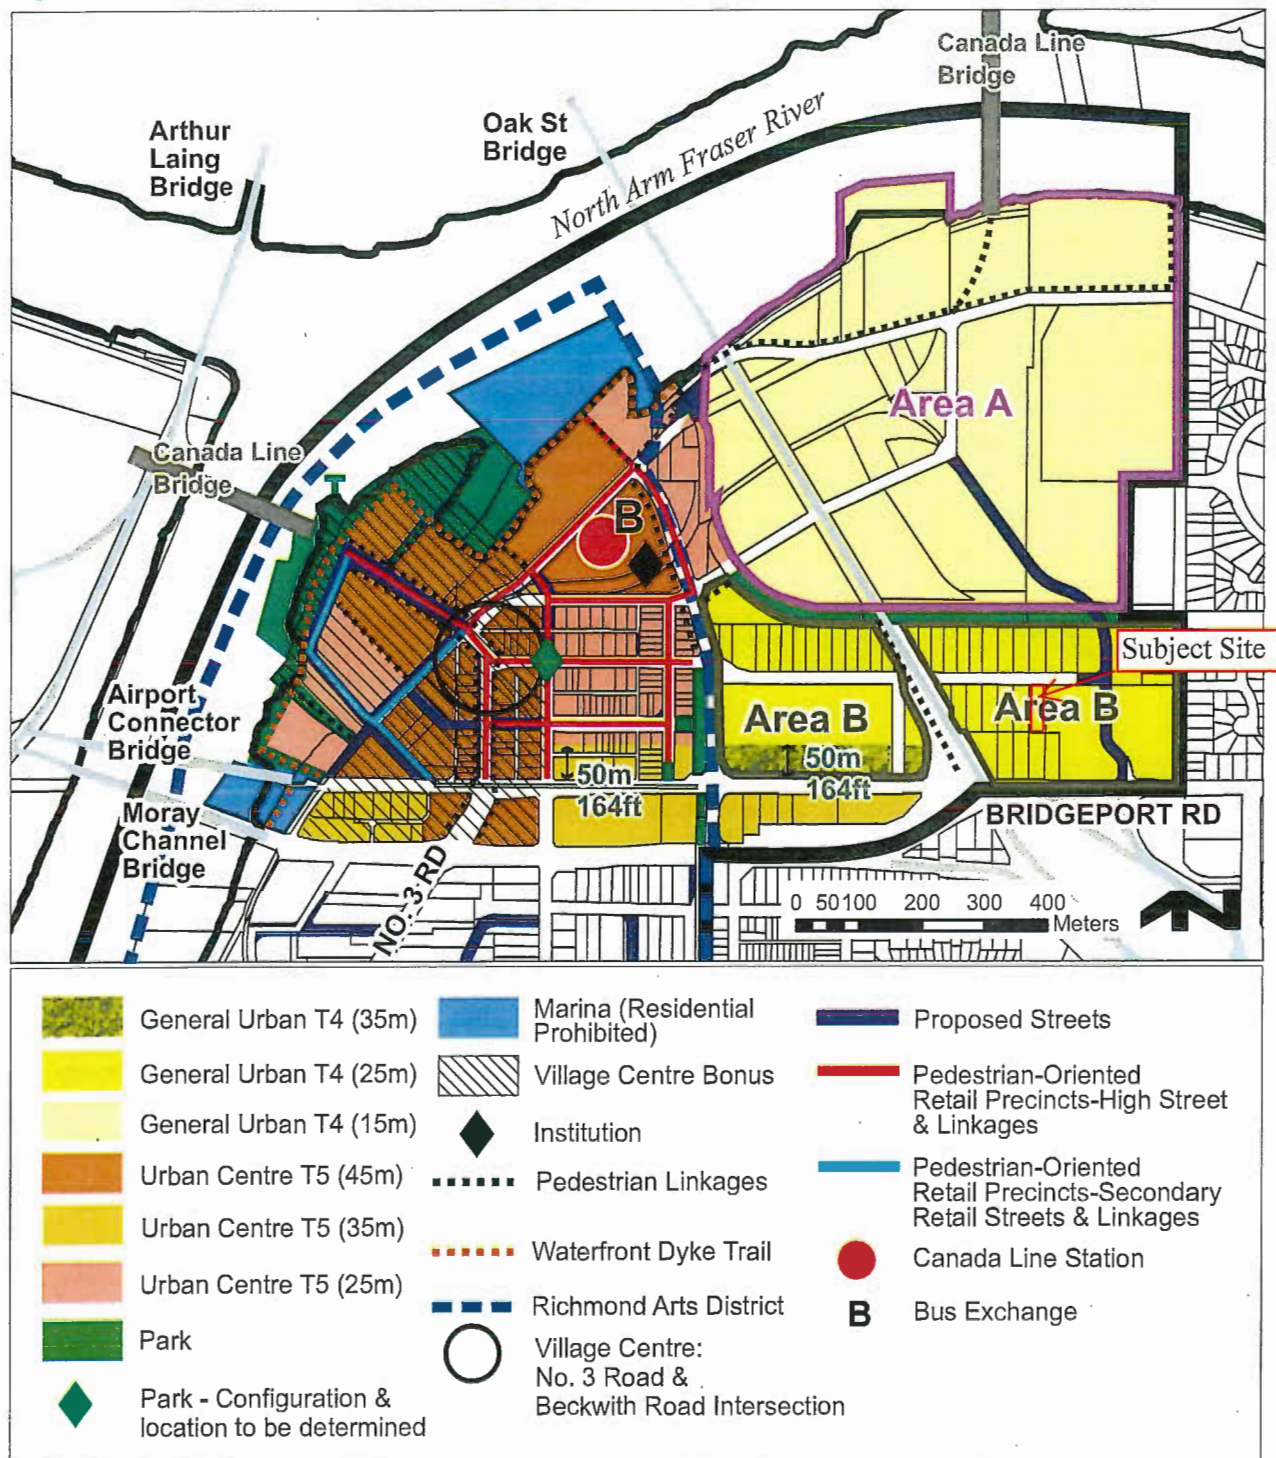 Canada Line
Bridge
Arthur
Laing
Bridge
Oak St
Bridge
North Arm Fraser River
Area A
Canada Line
Bridge
B
Subject Site
Airport
Connector
Bridge
Area B
Area B
50m
164ft
50m
164ft
Moray
Channel
Bridge
BRIDGEPORT RD
NO. 3 RD
0 50 100 200 300 400
Meters
N
General Urban T4 (35m)
General Urban T4 (25m)
General Urban T4 (15m)
Urban Centre T5 (45m)
Urban Centre T5 (35m)
Urban Centre T5 (25m)
Park
Park - Configuration &
location to be determined
Marina (Residential
Prohibited)
Village Centre Bonus
Institution
Pedestrian Linkages
Waterfront Dyke Trail
Richmond Arts District
Village Centre:
No. 3 Road &
Beckwith Road Intersection
Proposed Streets
Pedestrian-Oriented
Retail Precincts-High Street
& Linkages
Pedestrian-Oriented
Retail Precincts-Secondary
Retail Streets & Linkages
Canada Line Station
B Bus Exchange